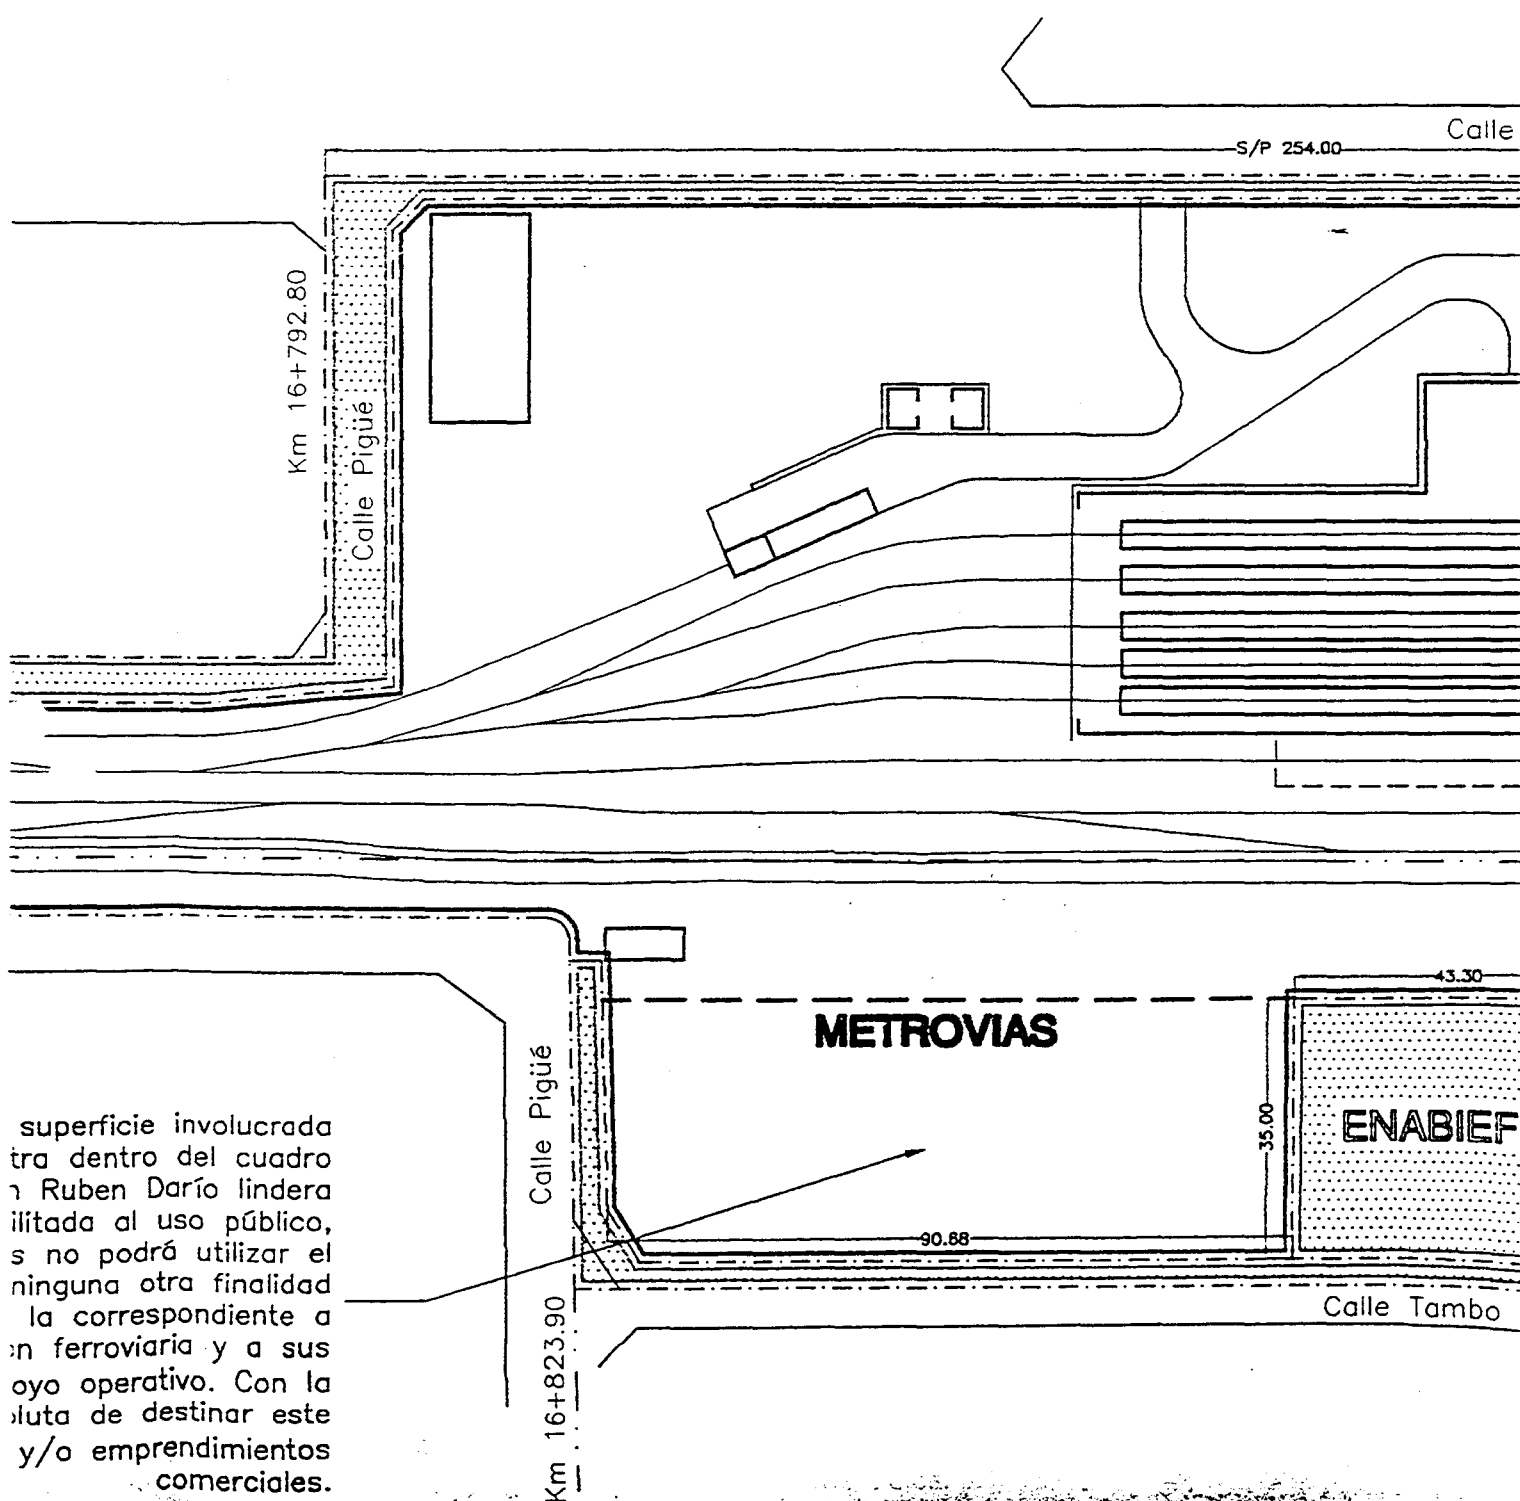 Calle
S/P 254.00
Km 16+792.80
Calle Pigüé
43.30
METROVIAS
Calle Pigüé
35.00
ENABIEF
90.68
Calle Tambo
Km 16+823.90
superficie involucrada
tra dentro del cuadro
Ruben Darío lindera
ilitada al uso público,
s no podrá utilizar el
ninguna otra finalidad
la correspondiente a
ferroviaria y a sus
oyo operativo. Con la
luta de destinar este
y/o emprendimientos
comerciales.